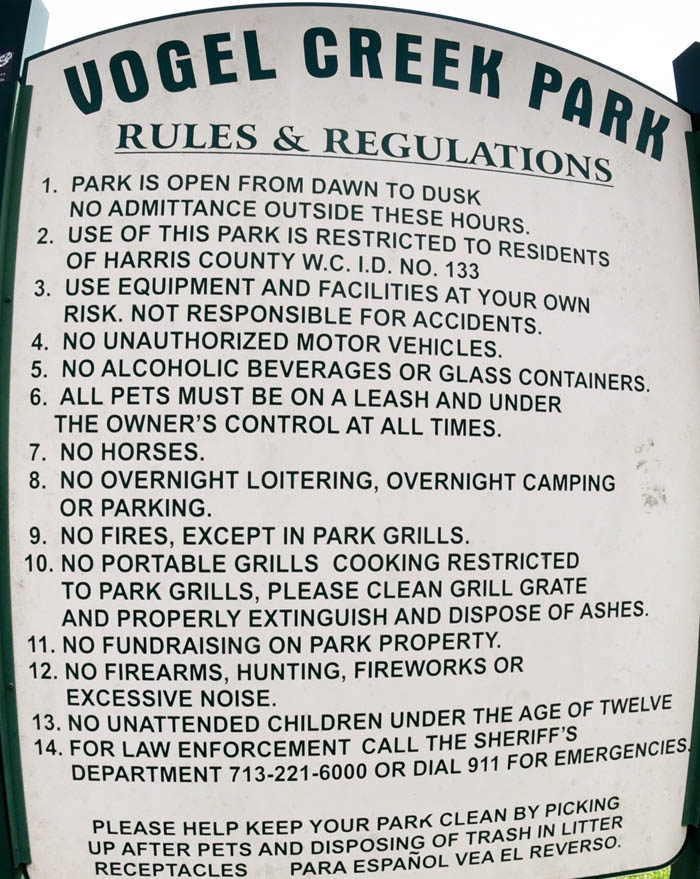 VOGEL CREEK PARK
RULES & REGULATIONS
1. PARK IS OPEN FROM DAWN TO DUSK
NO ADMITTANCE OUTSIDE THESE HOURS.
2. USE OF THIS PARK IS RESTRICTED TO RESIDENTS
OF HARRIS COUNTY W.C. I.D. NO. 133
3. USE EQUIPMENT AND FACILITIES AT YOUR OWN
RISK. NOT RESPONSIBLE FOR ACCIDENTS.
4. NO UNAUTHORIZED MOTOR VEHICLES.
5. NO ALCOHOLIC BEVERAGES OR GLASS CONTAINERS.
6. ALL PETS MUST BE ON A LEASH AND UNDER
THE OWNER'S CONTROL AT ALL TIMES.
7. NO HORSES.
8. NO OVERNIGHT LOITERING, OVERNIGHT CAMPING
OR PARKING.
9. NO FIRES, EXCEPT IN PARK GRILLS.
10. NO PORTABLE GRILLS COOKING RESTRICTED
TO PARK GRILLS, PLEASE CLEAN GRILL GRATE
AND PROPERLY EXTINGUISH AND DISPOSE OF ASHES.
11. NO FUNDRAISING ON PARK PROPERTY.
12. NO FIREARMS, HUNTING, FIREWORKS OR
EXCESSIVE NOISE.
13. NO UNATTENDED CHILDREN UNDER THE AGE OF TWELVE
14. FOR LAW ENFORCEMENT CALL THE SHERIFF'S
DEPARTMENT 713-221-6000 OR DIAL 911 FOR EMERGENCIES.
PLEASE HELP KEEP YOUR PARK CLEAN BY PICKING
UP AFTER PETS AND DISPOSING OF TRASH IN LITTER
RECEPTACLES PARA ESPAÑOL VEA EL REVERSO.